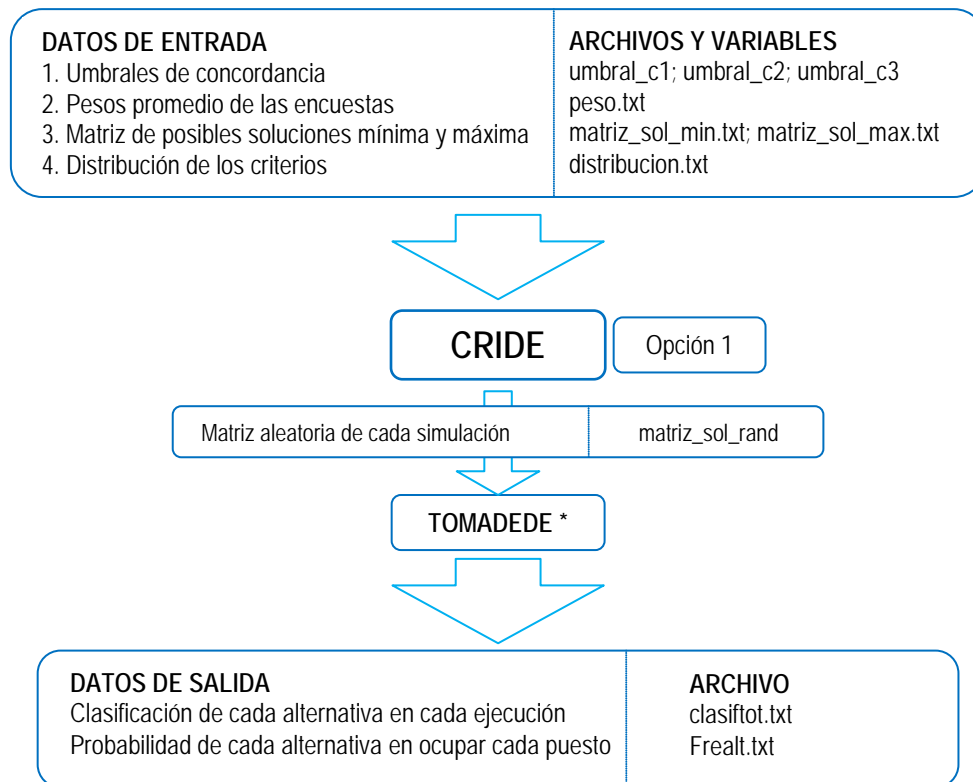 DATOS DE ENTRADA
1. Umbrales de concordancia
2. Pesos promedio de las encuestas
3. Matriz de posibles soluciones mínima y máxima
4. Distribución de los criterios
ARCHIVOS Y VARIABLES
umbral_c1; umbral_c2; umbral_c3
peso.txt
matriz_sol_min.txt; matriz_sol_max.txt
distribucion.txt
CRIDE
Opción 1
Matriz aleatoria de cada simulación
matriz_sol_rand
TOMADEDE *
DATOS DE SALIDA
Clasificación de cada alternativa en cada ejecución
Probabilidad de cada alternativa en ocupar cada puesto
ARCHIVO
clasiftot.txt
Frealt.txt